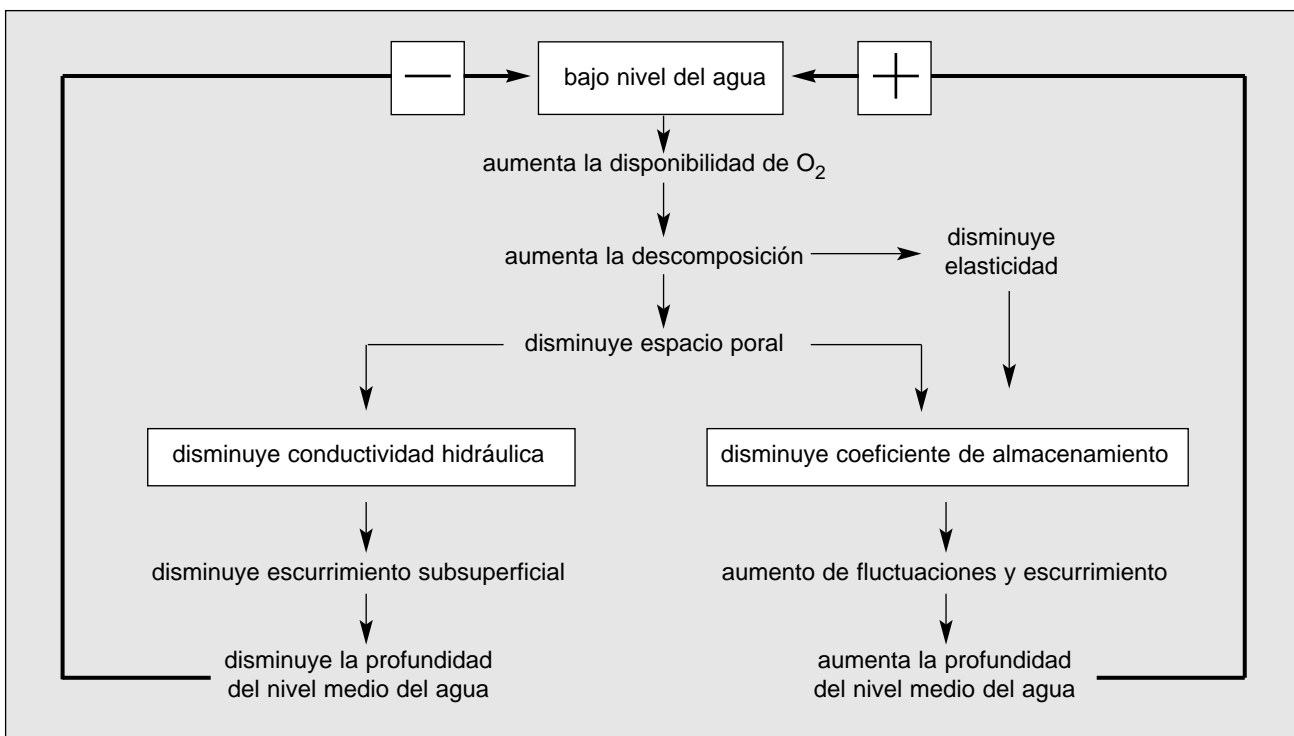 — bajo nivel del agua +
aumenta la disponibilidad de O₂
aumenta la descomposición
disminuye
elasticidad
disminuye espacio poral
disminuye conductividad hidráulica
disminuye coeficiente de almacenamiento
disminuye escurrimiento subsuperficial
aumento de fluctuaciones y escurrimiento
disminuye la profundidad
del nivel medio del agua
aumenta la profundidad
del nivel medio del agua